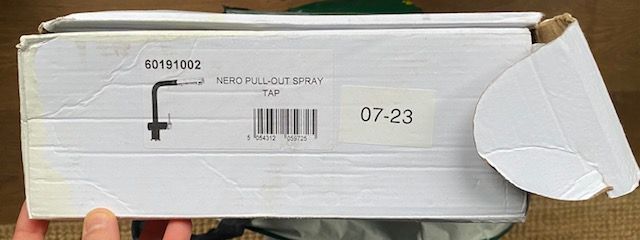 60191002
NERO PULL-OUT SPRAY
TAP
5 054312 059725
07-23